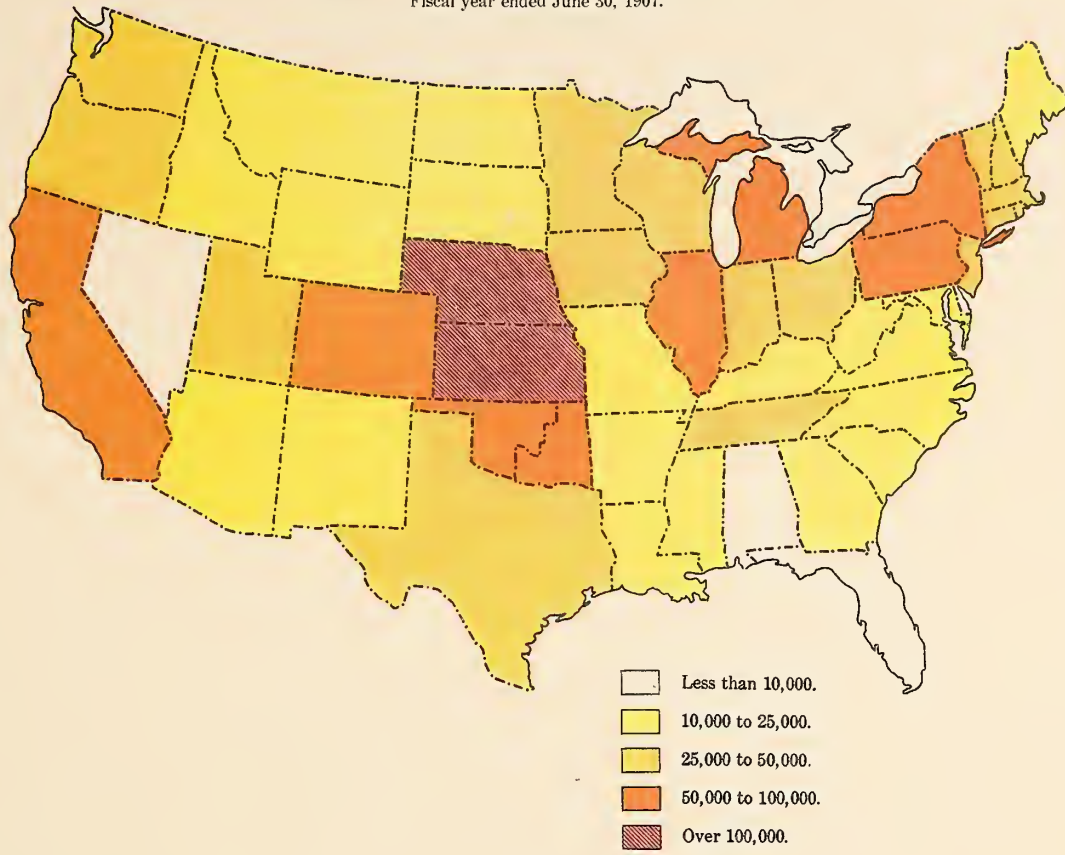 Fiscal year ended June 30, 1907.
Less than 10,000.
10,000 to 25,000.
25,000 to 50,000.
50,000 to 100,000.
Over 100,000.